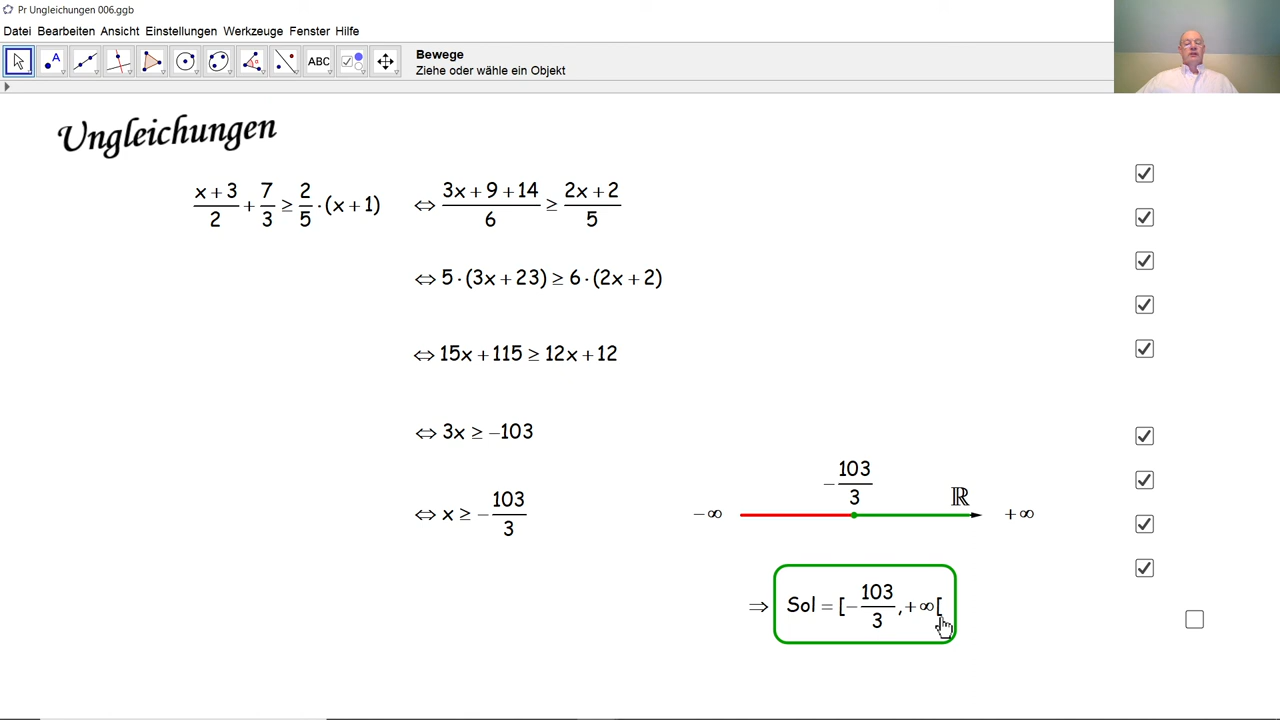 Pr Ungleichungen 006.ggb
Datei Bearbeiten Ansicht Einstellungen Werkzeuge Fenster Hilfe
A
ABC
Bewege
Ziehe oder wähle ein Objekt
Ungleichungen
(x+3)/2 + 7/3 ≥ 2/5 · (x+1) ⇔ (3x+9+14)/6 ≥ (2x+2)/5
⇔ 5·(3x+23) ≥ 6·(2x+2)
⇔ 15x+115 ≥ 12x+12
⇔ 3x ≥ −103
⇔ x ≥ −103/3
−103/3
ℝ
−∞
+∞
⇒ Sol = [−103/3, +∞[